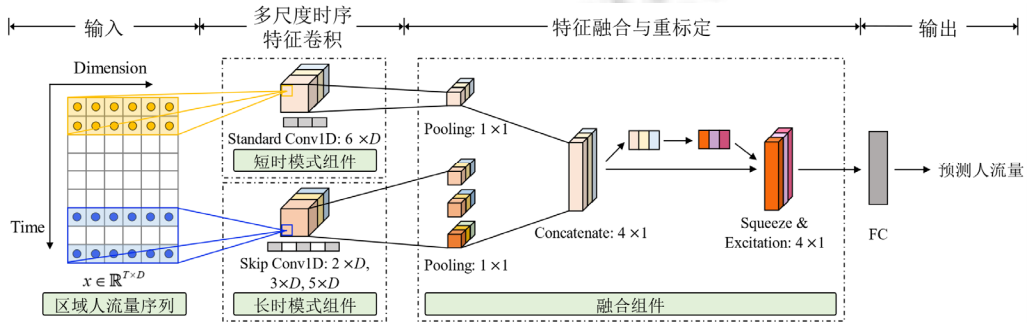 输入
多尺度时序
特征卷积
特征融合与重标定
输出
Dimension
Time
x ∈ ℝ^{T×D}
区域人流量序列
Standard Conv1D: 6 ×D
短时模式组件
Skip Conv1D: 2 ×D,
3×D, 5×D
长时模式组件
Pooling: 1 ×1
Pooling: 1 ×1
Concatenate: 4 ×1
Squeeze &
Excitation: 4 ×1
融合组件
FC
预测人流量